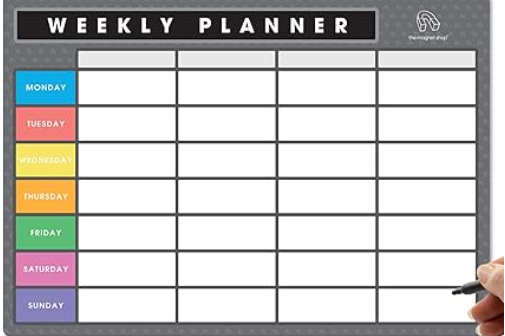 WEEKLY PLANNER
the magnet shop
MONDAY
TUESDAY
WEDNESDAY
THURSDAY
FRIDAY
SATURDAY
SUNDAY